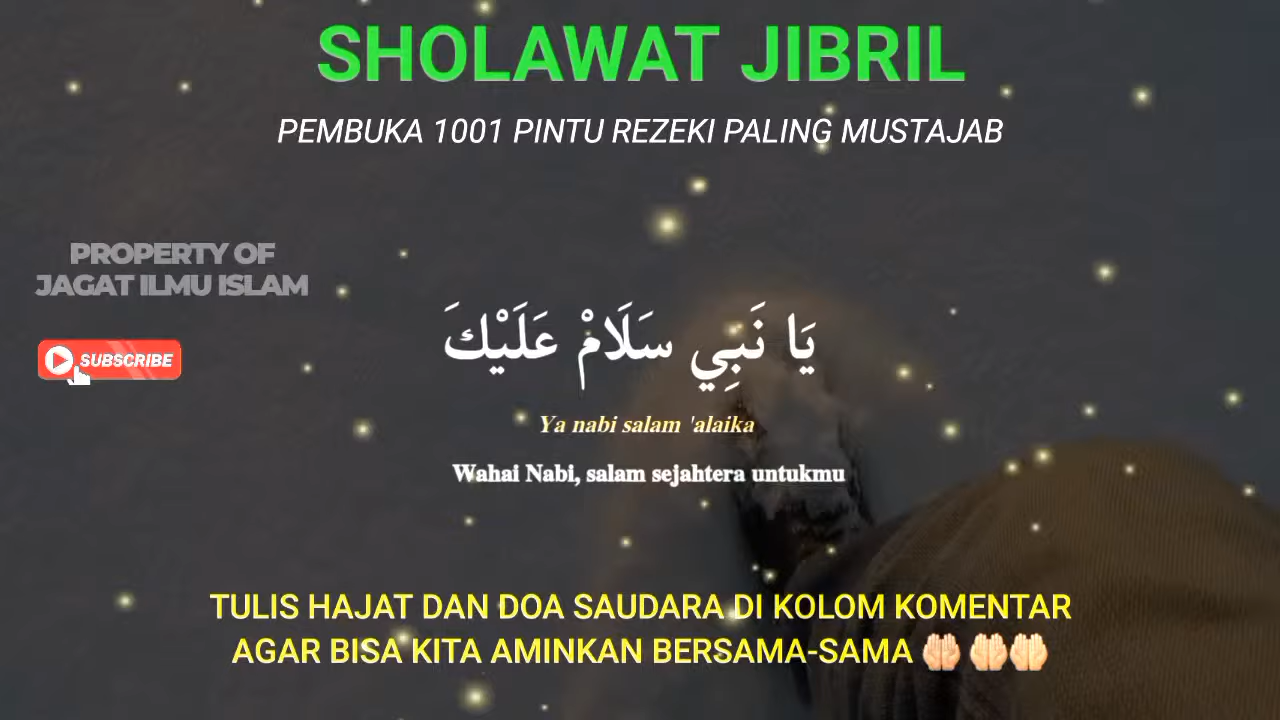 SHOLAWAT JIBRIL
PEMBUKA 1001 PINTU REZEKI PALING MUSTAJAB
PROPERTY OF
JAGAT ILMU ISLAM
SUBSCRIBE
يَا نَبِي سَلَامْ عَلَيْكَ
Ya nabi salam 'alaika
Wahai Nabi, salam sejahtera untukmu
TULIS HAJAT DAN DOA SAUDARA DI KOLOM KOMENTAR
AGAR BISA KITA AMINKAN BERSAMA-SAMA 🤲🏻 🤲🏻🤲🏻